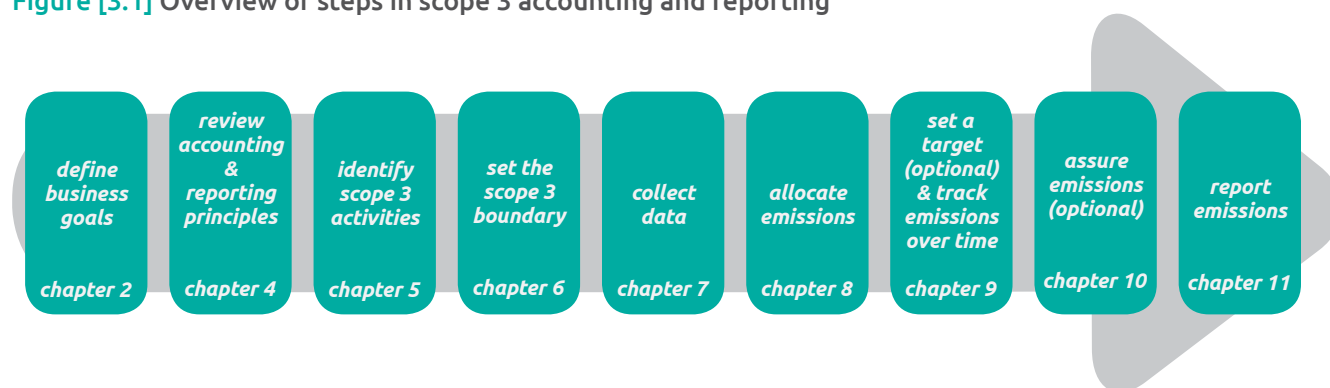 Figure [3.1] Overview of steps in scope 3 accounting and reporting
define
business
goals
chapter 2
review
accounting
&
reporting
principles
chapter 4
identify
scope 3
activities
chapter 5
set the
scope 3
boundary
chapter 6
collect
data
chapter 7
allocate
emissions
chapter 8
set a
target
(optional)
& track
emissions
over time
chapter 9
assure
emissions
(optional)
chapter 10
report
emissions
chapter 11